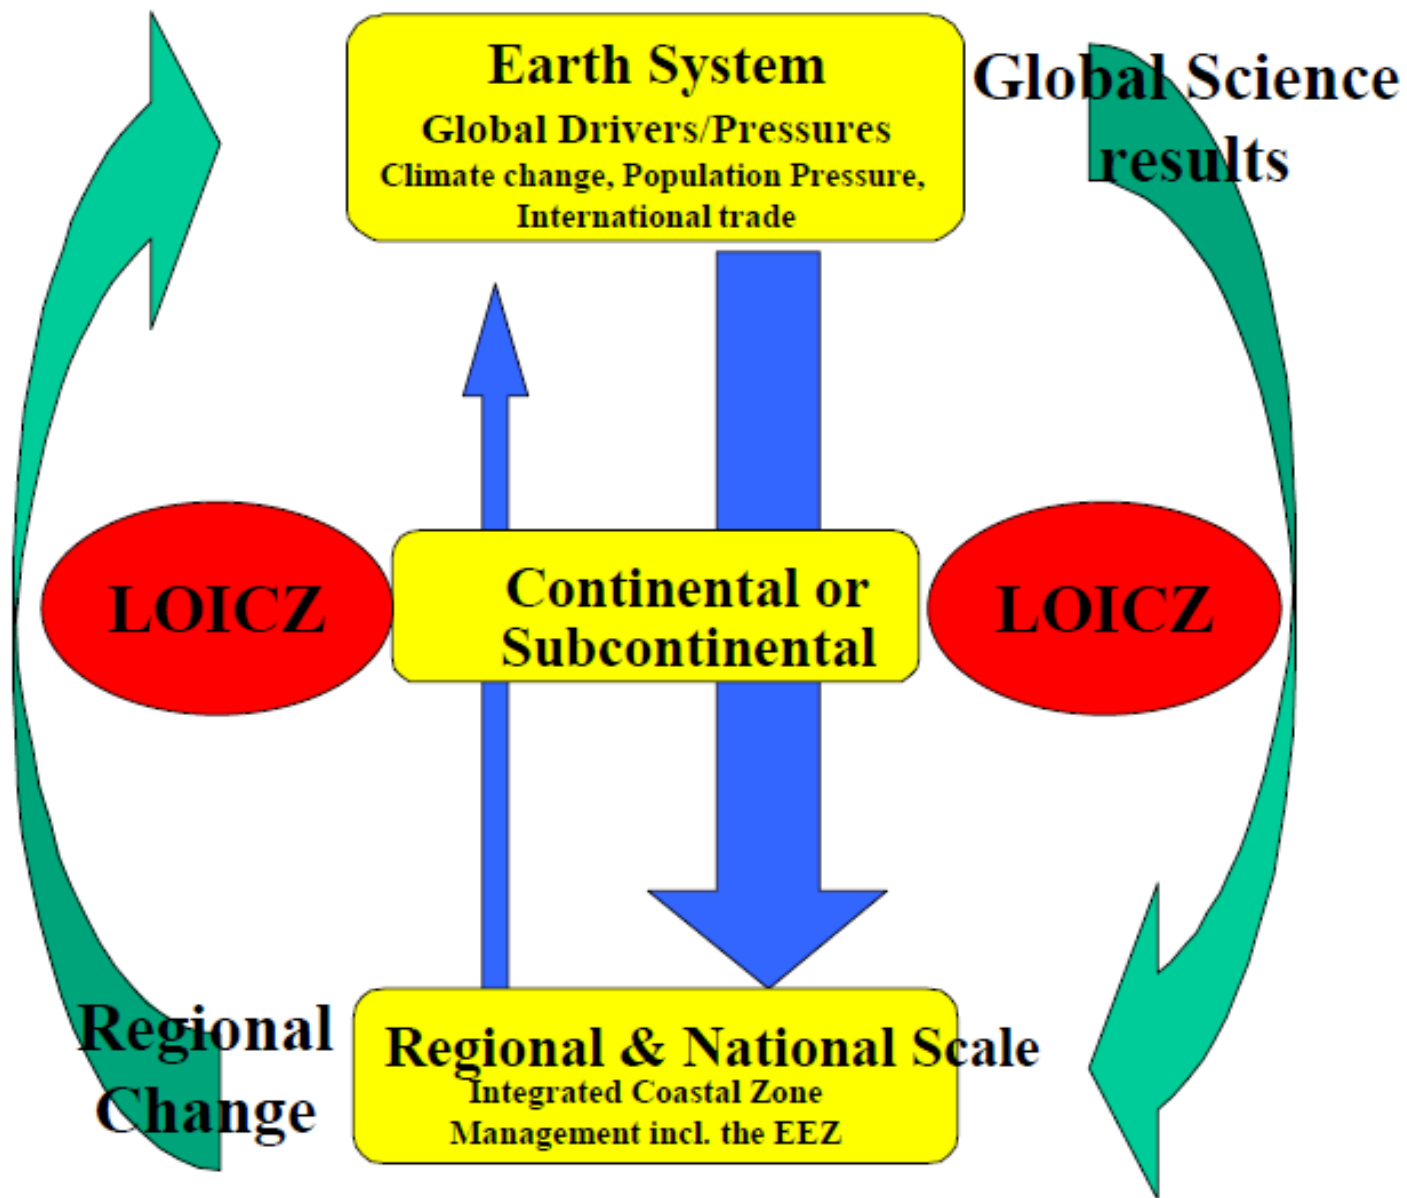 Earth System
Global Drivers/Pressures
Climate change, Population Pressure,
International trade
Global Science
results
LOICZ
Continental or
Subcontinental
LOICZ
Regional
Change
Regional & National Scale
Integrated Coastal Zone
Management incl. the EEZ